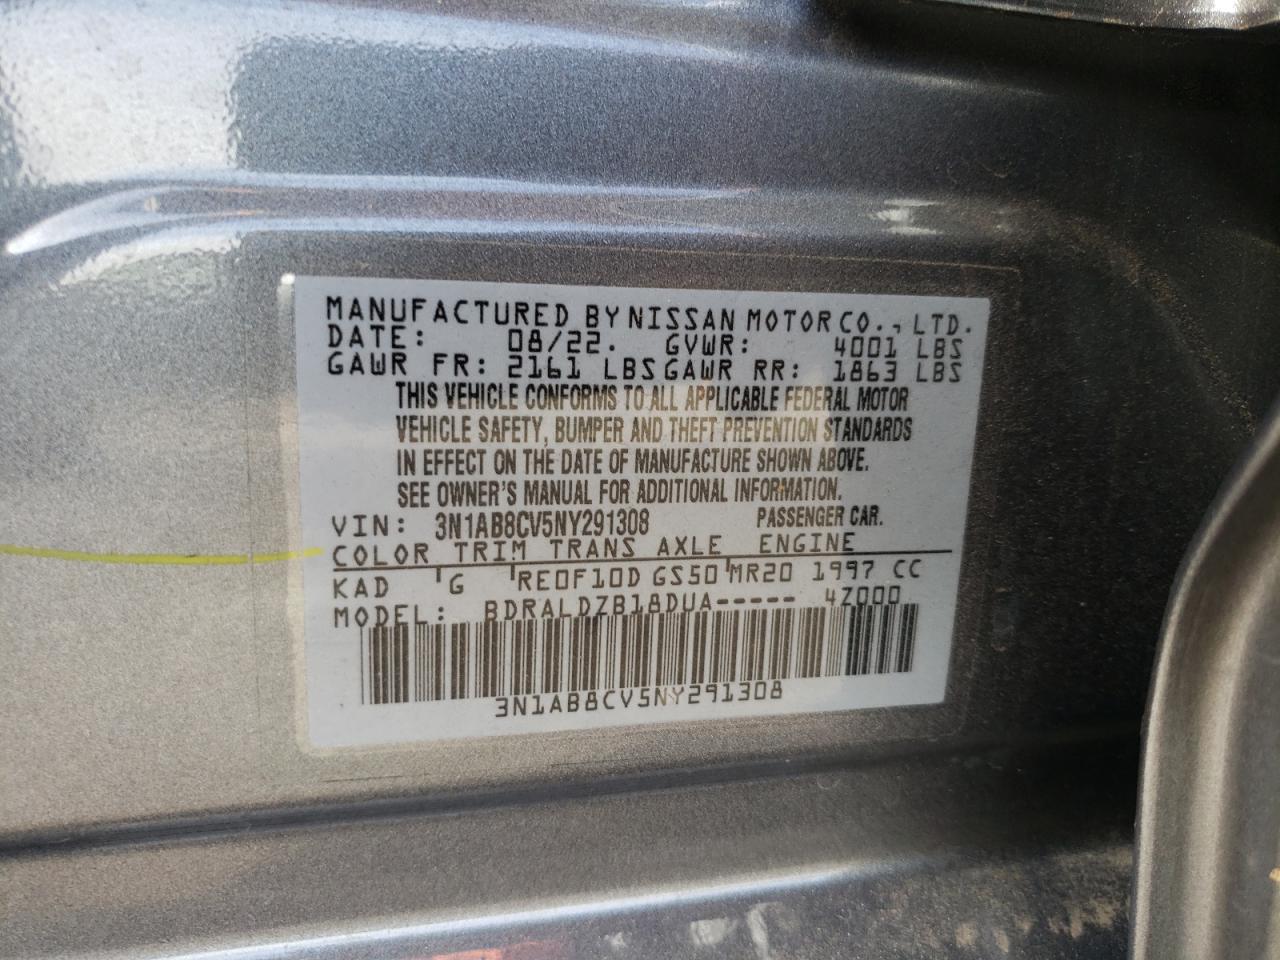 MANUFACTURED BY NISSAN MOTOR CO., LTD.
DATE: 08/22. GVWR: 4001 LBS
GAWR FR: 2161 LBS GAWR RR: 1863 LBS
THIS VEHICLE CONFORMS TO ALL APPLICABLE FEDERAL MOTOR
VEHICLE SAFETY, BUMPER AND THEFT PREVENTION STANDARDS
IN EFFECT ON THE DATE OF MANUFACTURE SHOWN ABOVE.
SEE OWNER'S MANUAL FOR ADDITIONAL INFORMATION.
VIN: 3N1AB8CV5NY291308 PASSENGER CAR.
COLOR TRIM TRANS AXLE ENGINE
KAD 'G 'RE0F10D GS50 'MR20 1997 CC
MODEL: BDRALDZB18DUA----- 4Z000
3N1AB8CV5NY291308